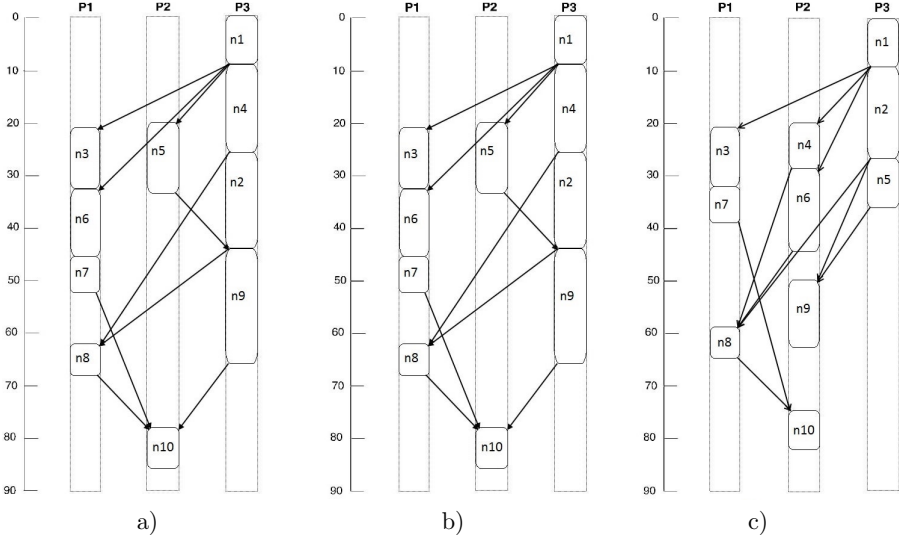 P1 P2 P3 P1 P2 P3 P1 P2 P3
0 0 0
n1 n1 n1
10 10 10
n4 n4 n2
20 20 20
n3 n5 n3 n5 n3 n4
n2 n2 n5
30 30 30
n6 n6 n7 n6
40 40 40
n7 n7
50 50 50
n9 n9 n9
60 60 60
n8 n8 n8
70 70 70
80 80 80
n10 n10 n10
90 90 90
a) b) c)